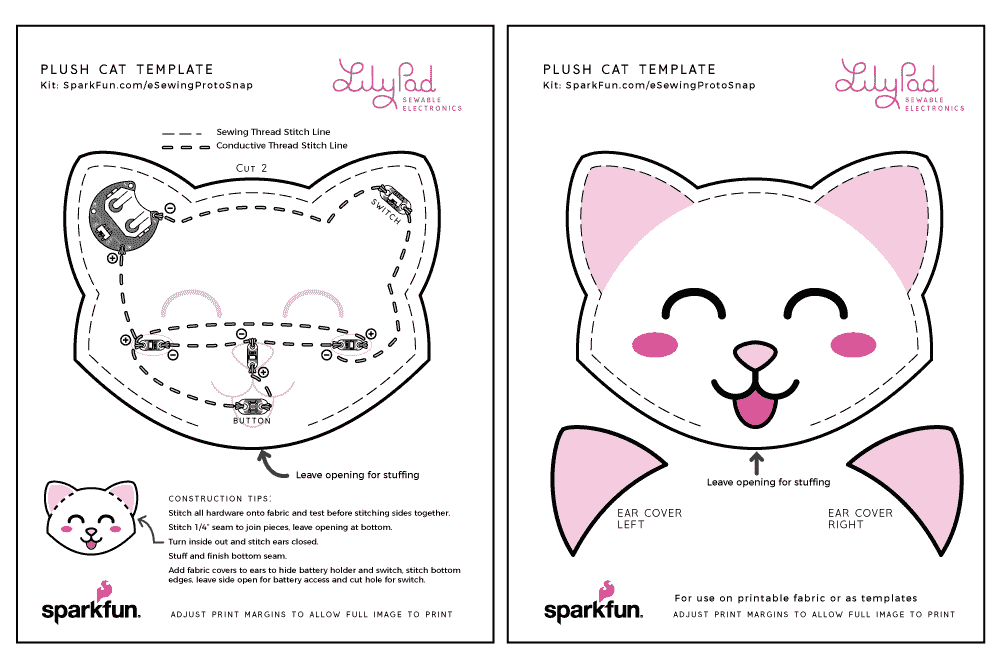 PLUSH CAT TEMPLATE
Kit: SparkFun.com/eSewingProtoSnap
LilyPad
SEWABLE
ELECTRONICS
Sewing Thread Stitch Line
Conductive Thread Stitch Line
CUT 2
SWITCH
BUTTON
Leave opening for stuffing
CONSTRUCTION TIPS:
Stitch all hardware onto fabric and test before stitching sides together.
Stitch 1/4" seam to join pieces, leave opening at bottom.
Turn inside out and stitch ears closed.
Stuff and finish bottom seam.
Add fabric covers to ears to hide battery holder and switch, stitch bottom
edges, leave side open for battery access and cut hole for switch.
sparkfun.
ADJUST PRINT MARGINS TO ALLOW FULL IMAGE TO PRINT
PLUSH CAT TEMPLATE
Kit: SparkFun.com/eSewingProtoSnap
LilyPad
SEWABLE
ELECTRONICS
Leave opening for stuffing
EAR COVER
LEFT
EAR COVER
RIGHT
For use on printable fabric or as templates
sparkfun.
ADJUST PRINT MARGINS TO ALLOW FULL IMAGE TO PRINT